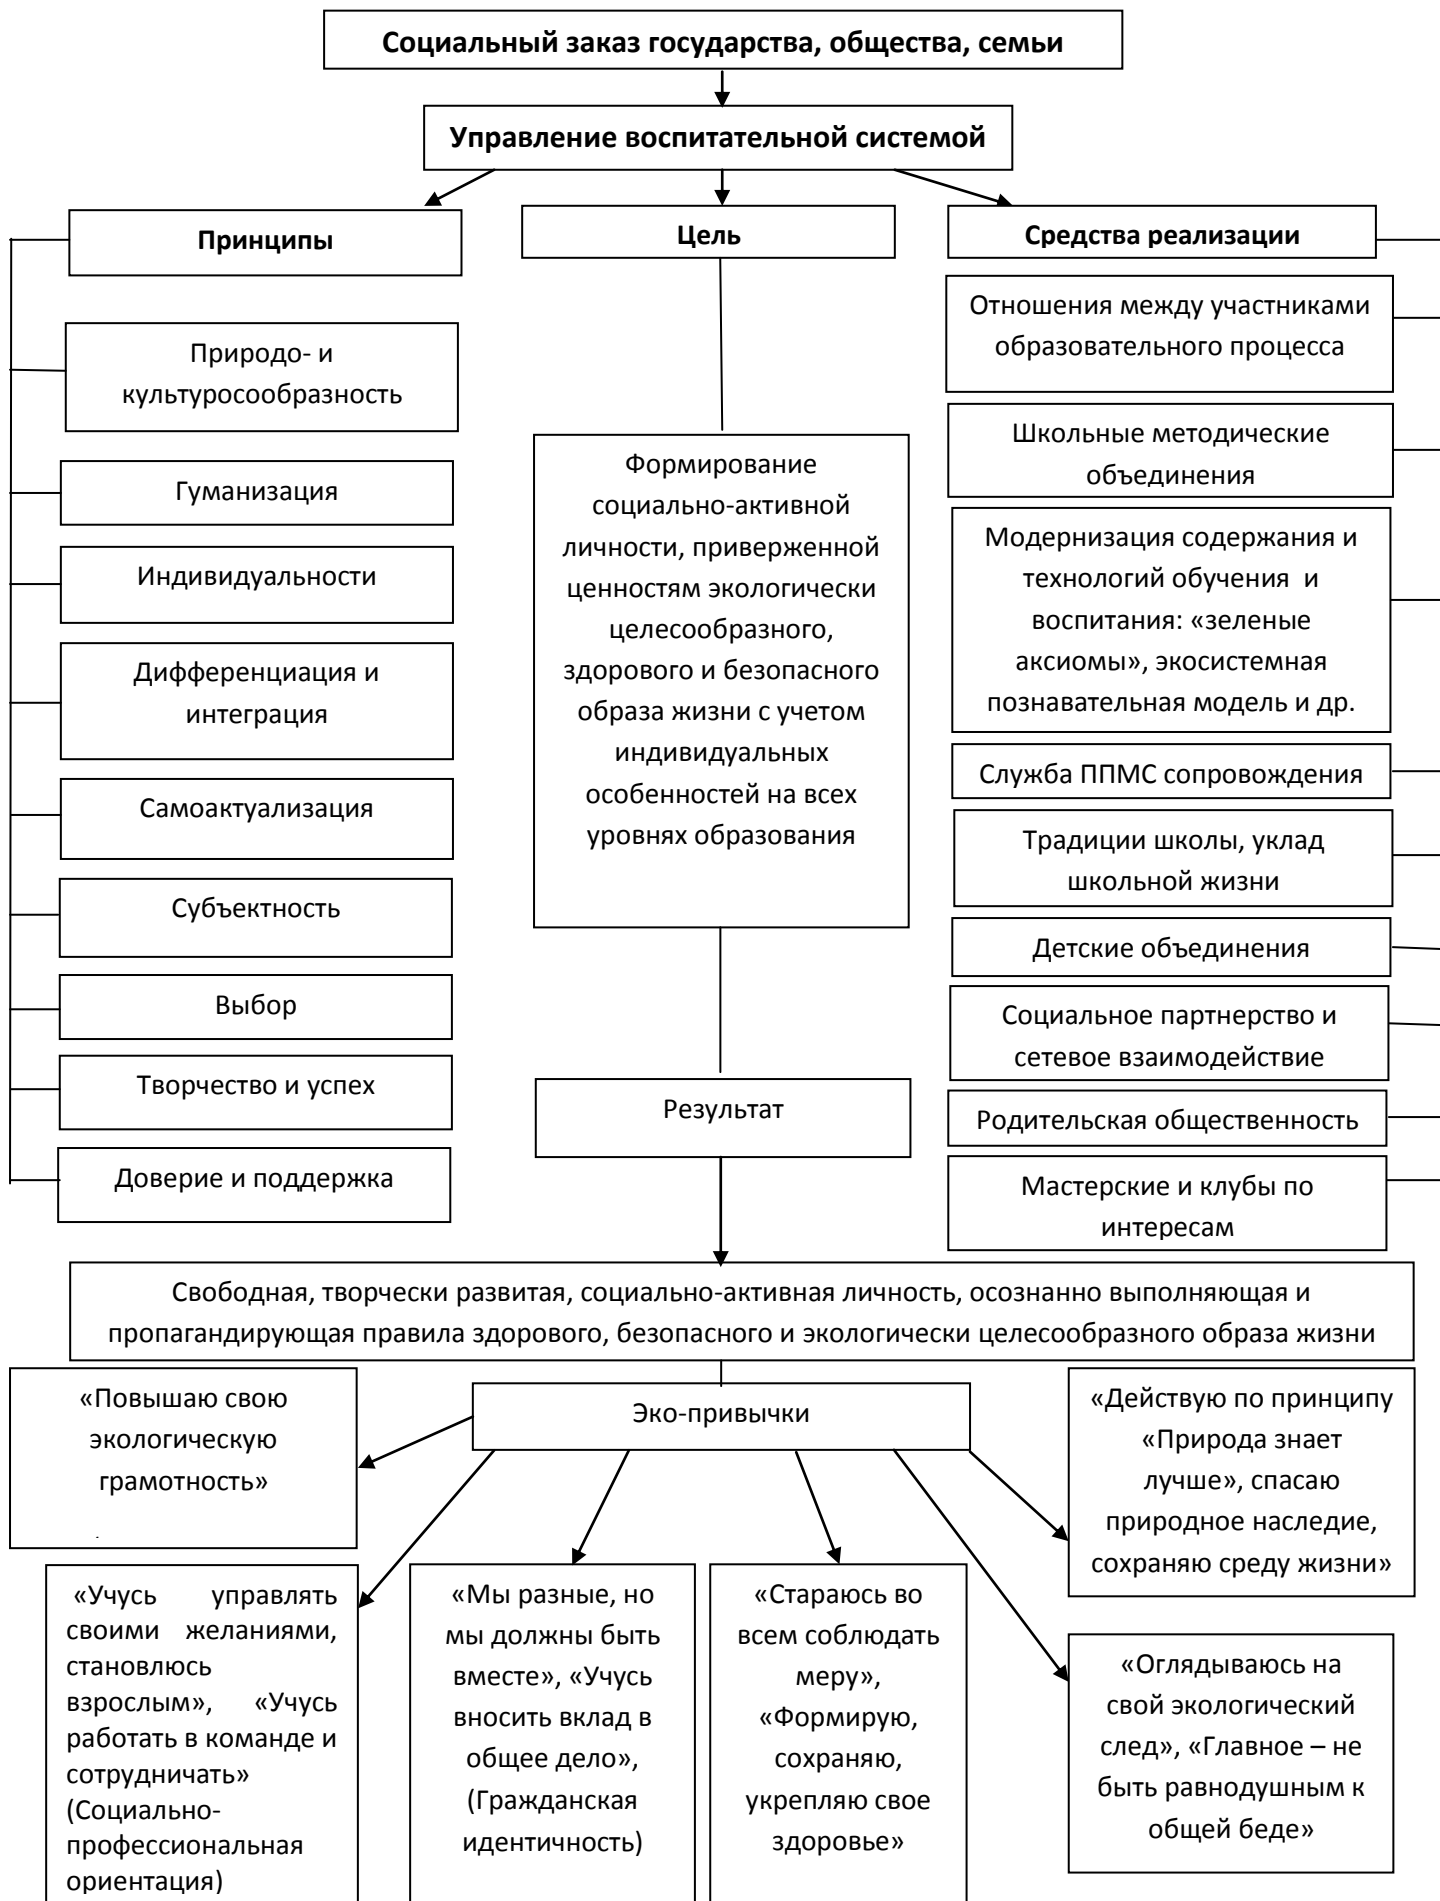 Социальный заказ государства, общества, семьи
Управление воспитательной системой
Принципы
Цель
Средства реализации
Природо- и
культуросообразность
Гуманизация
Индивидуальности
Дифференциация и
интеграция
Самоактуализация
Субъектность
Выбор
Творчество и успех
Доверие и поддержка
Формирование
социально-активной
личности, приверженной
ценностям экологически
целесообразного,
здорового и безопасного
образа жизни с учетом
индивидуальных
особенностей на всех
уровнях образования
Результат
Отношения между участниками
образовательного процесса
Школьные методические
объединения
Модернизация содержания и
технологий обучения и
воспитания: «зеленые
аксиомы», экосистемная
познавательная модель и др.
Служба ППМС сопровождения
Традиции школы, уклад
школьной жизни
Детские объединения
Социальное партнерство и
сетевое взаимодействие
Родительская общественность
Мастерские и клубы по
интересам
Свободная, творчески развитая, социально-активная личность, осознанно выполняющая и
пропагандирующая правила здорового, безопасного и экологически целесообразного образа жизни
«Повышаю свою
экологическую
грамотность»
Эко-привычки
«Действую по принципу
«Природа знает
лучше», спасаю
природное наследие,
сохраняю среду жизни»
«Учусь управлять
своими желаниями,
становлюсь
взрослым», «Учусь
работать в команде и
сотрудничать»
(Социально-
профессиональная
ориентация)
«Мы разные, но
мы должны быть
вместе», «Учусь
вносить вклад в
общее дело»,
(Гражданская
идентичность)
«Стараюсь во
всем соблюдать
меру»,
«Формирую,
сохраняю,
укрепляю свое
здоровье»
«Оглядываюсь на
свой экологический
след», «Главное – не
быть равнодушным к
общей беде»